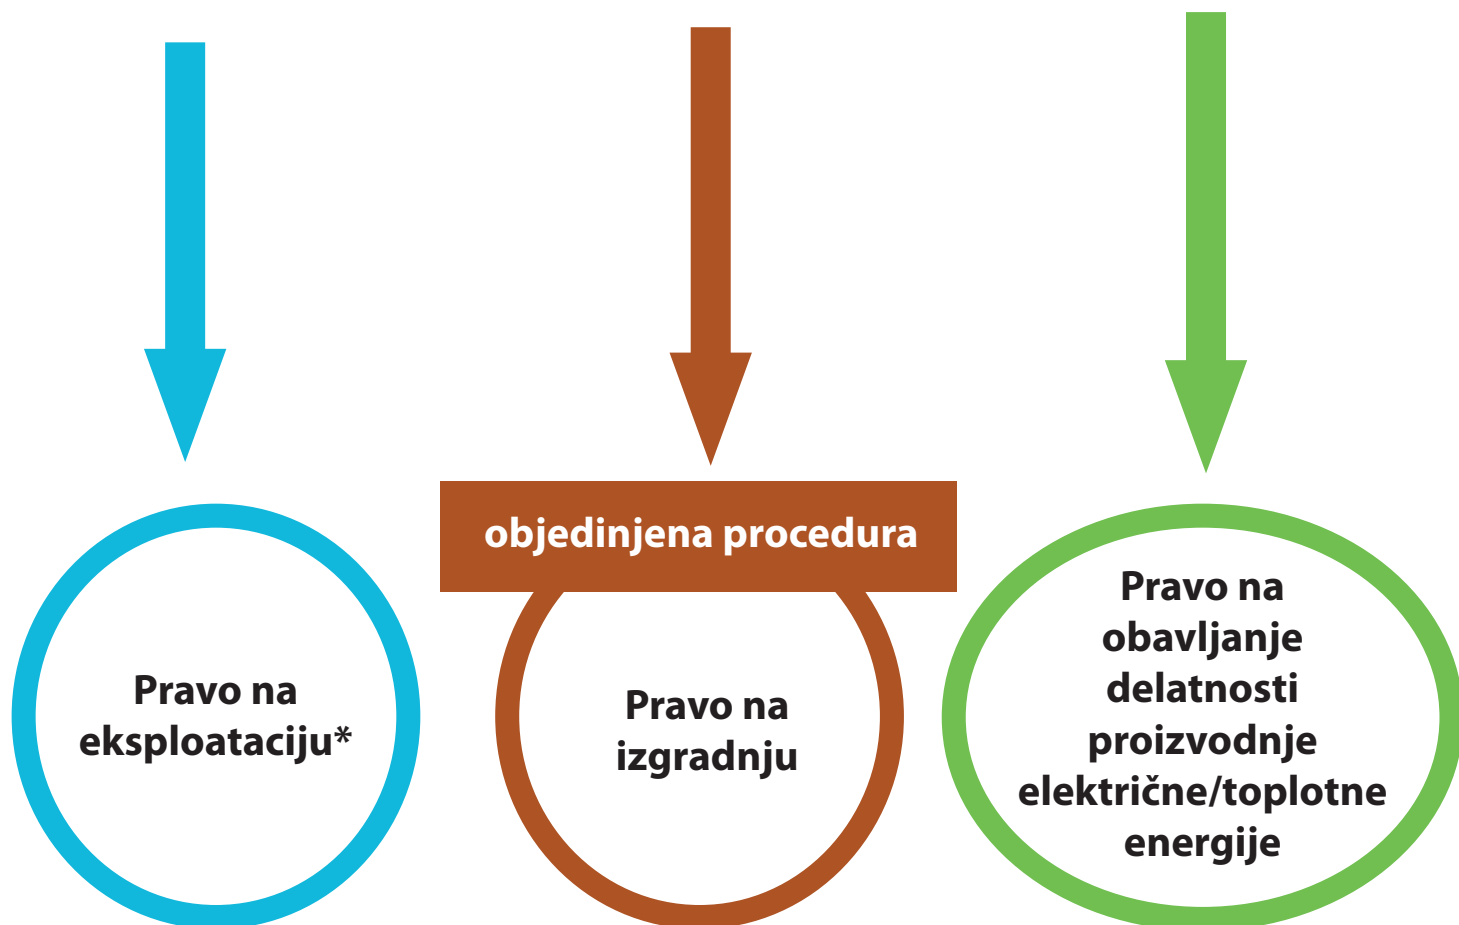 objedinjena procedura
Pravo na
eksploataciju*
Pravo na
izgradnju
Pravo na
obavljanje
delatnosti
proizvodnje
električne/toplotne
energije